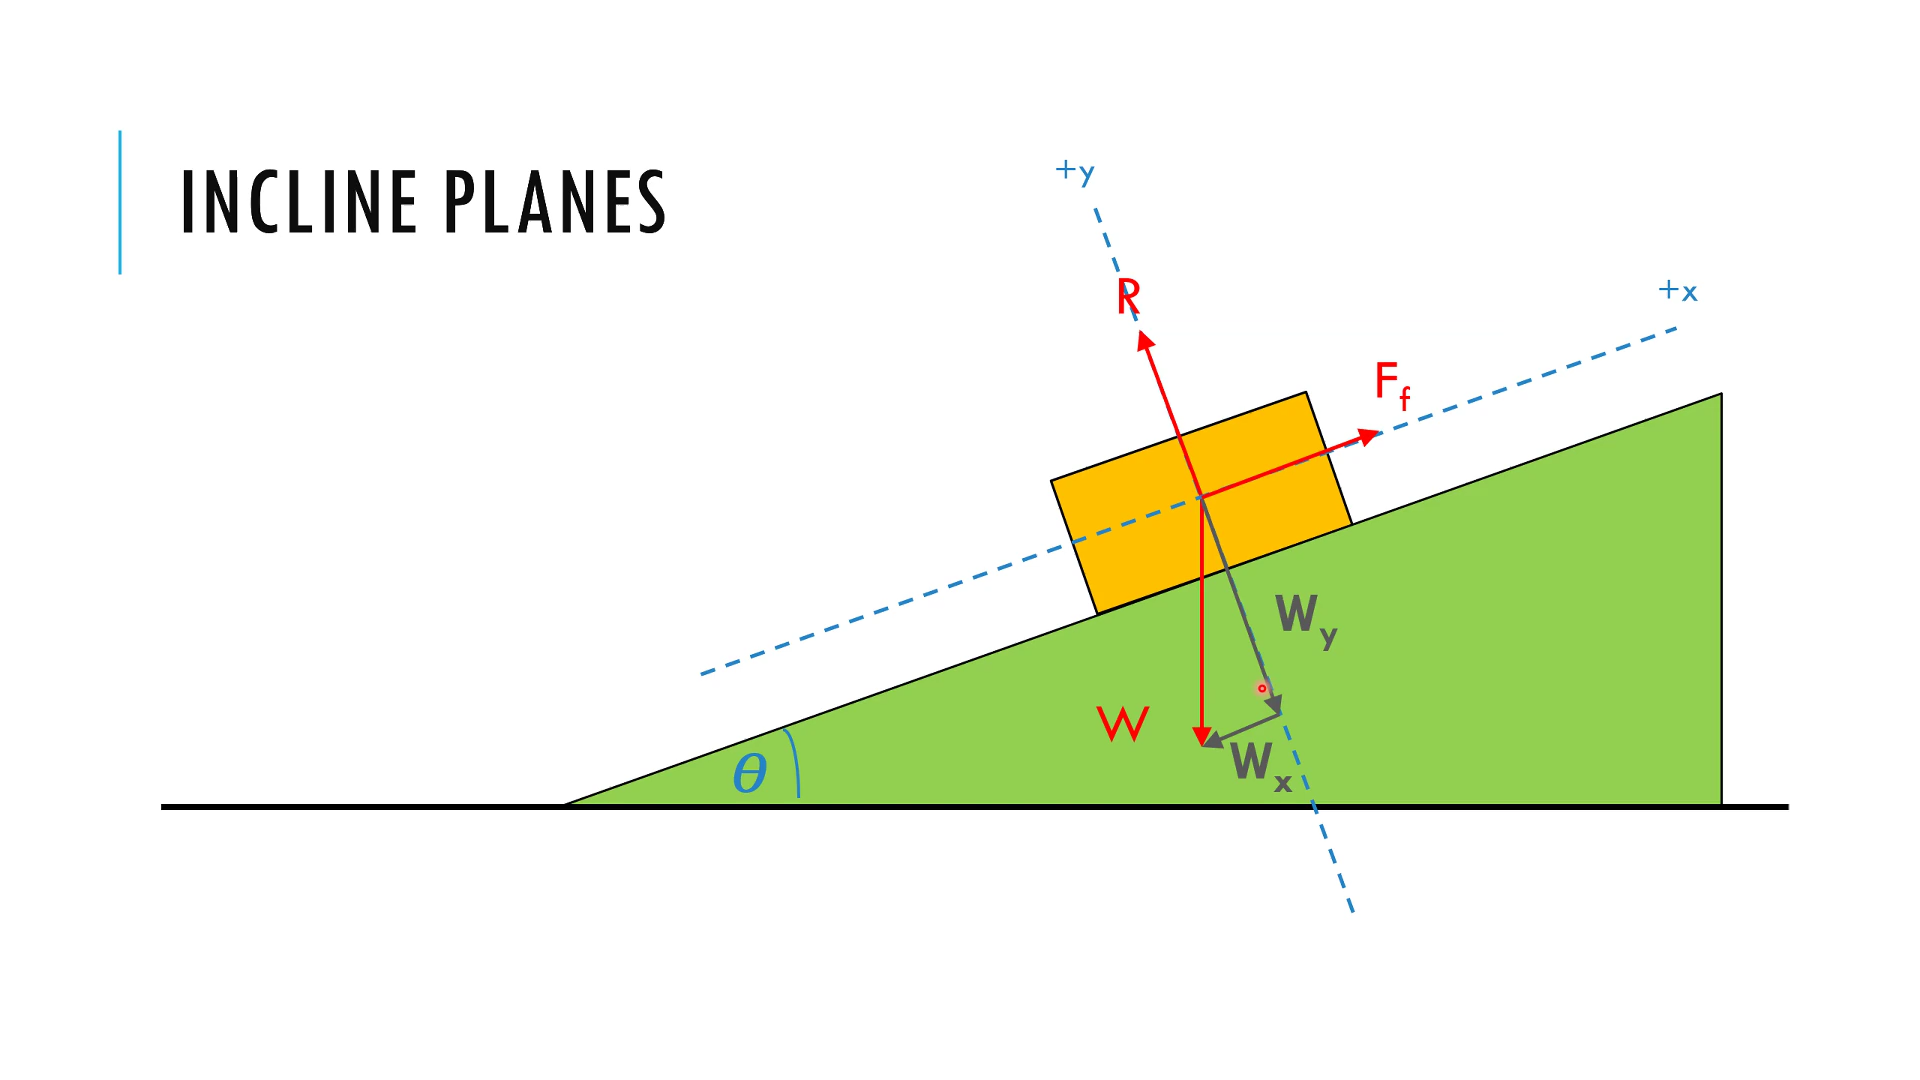 INCLINE PLANES
+y
+x
R
Ff
Wy
W
Wx
θ